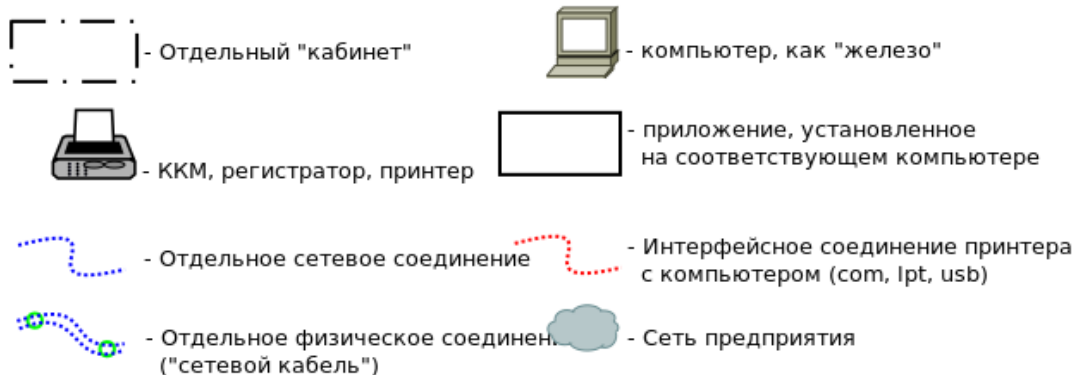 - Отдельный "кабинет"
- компьютер, как "железо"
- ККМ, регистратор, принтер
- приложение, установленное
на соответствующем компьютере
- Отдельное сетевое соединение
- Интерфейсное соединение принтера
с компьютером (com, lpt, usb)
- Отдельное физическое соединен
("сетевой кабель")
- Сеть предприятия